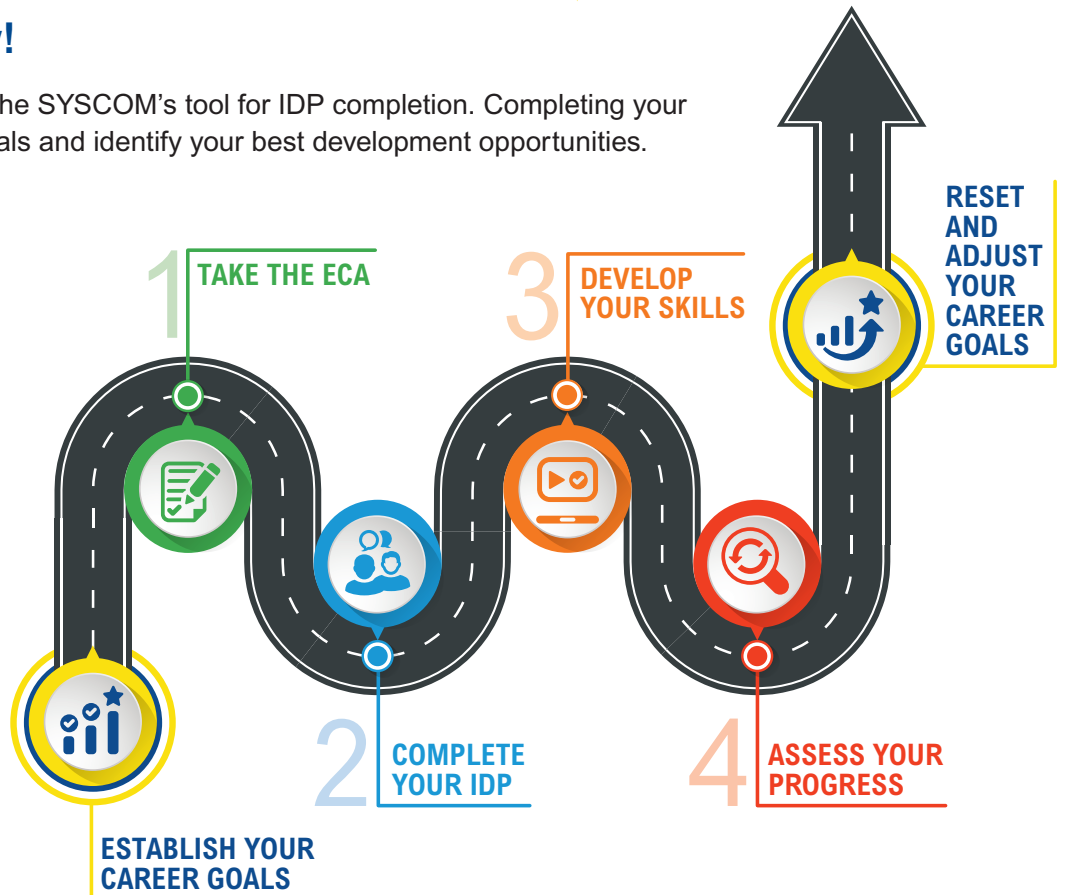 !
he SYSCOM’s tool for IDP completion. Completing your
als and identify your best development opportunities.
RESET
AND
ADJUST
YOUR
CAREER
GOALS
1
TAKE THE ECA
3
DEVELOP
YOUR SKILLS
2
COMPLETE
YOUR IDP
4
ASSESS YOUR
PROGRESS
ESTABLISH YOUR
CAREER GOALS